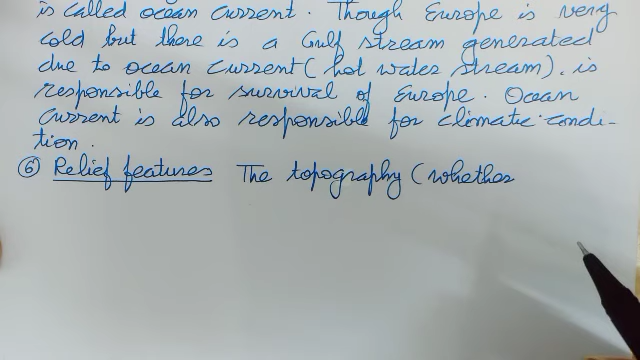 is called ocean current. Though Europe is very
cold but there is a Gulf stream generated
due to ocean current (hot water stream). is
responsible for survival of Europe. Ocean
current is also responsible for climatic condi-
tion.
⑥ Relief features The topography (whether